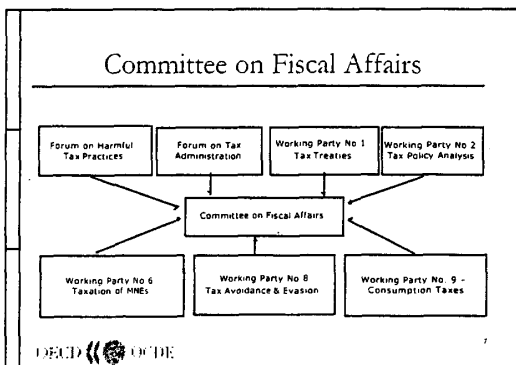 Committee on Fiscal Affairs
Forum on Harmful
Tax Practices
Forum on Tax
Administration
Working Party No 1
Tax Treaties
Working Party No 2
Tax Policy Analysis
Committee on Fiscal Affairs
Working Party No 6
Taxation of MNEs
Working Party No 8
Tax Avoidance & Evasion
Working Party No. 9 -
Consumption Taxes
OECD OCDE